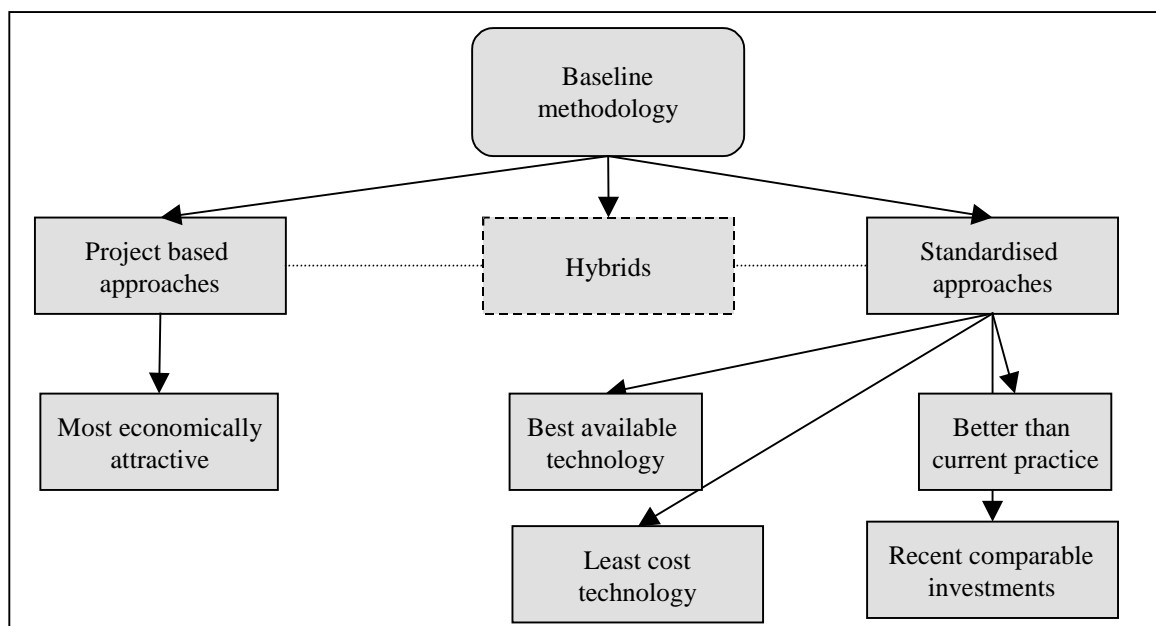 Baseline
methodology
Project based
approaches
Hybrids
Standardised
approaches
Most economically
attractive
Best available
technology
Better than
current practice
Least cost
technology
Recent comparable
investments